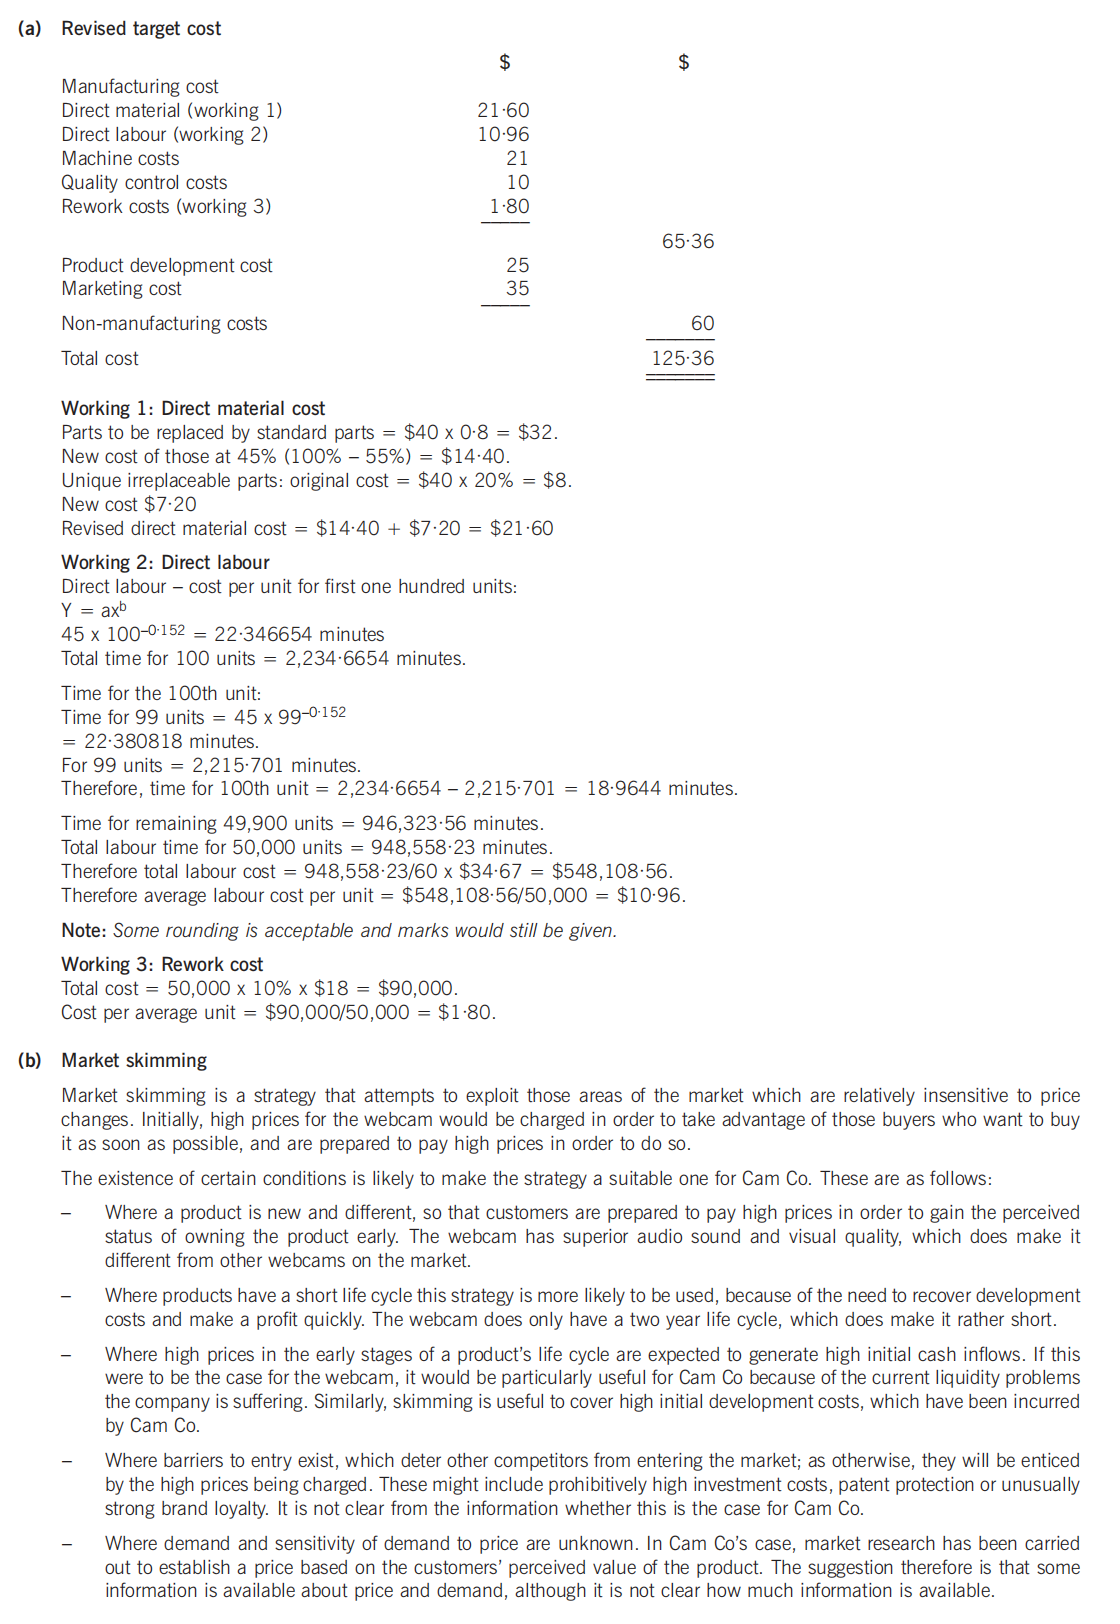 (a) Revised target cost
$ $
Manufacturing cost
Direct material (working 1) 21·60
Direct labour (working 2) 10·96
Machine costs 21
Quality control costs 10
Rework costs (working 3) 1·80
65·36
Product development cost 25
Marketing cost 35
Non-manufacturing costs 60
Total cost 125·36
Working 1: Direct material cost
Parts to be replaced by standard parts = $40 x 0·8 = $32.
New cost of those at 45% (100% – 55%) = $14·40.
Unique irreplaceable parts: original cost = $40 x 20% = $8.
New cost $7·20
Revised direct material cost = $14·40 + $7·20 = $21·60
Working 2: Direct labour
Direct labour – cost per unit for first one hundred units:
Y = axᵇ
45 x 100⁻⁰·¹⁵² = 22·346654 minutes
Total time for 100 units = 2,234·6654 minutes.
Time for the 100th unit:
Time for 99 units = 45 x 99⁻⁰·¹⁵²
= 22·380818 minutes.
For 99 units = 2,215·701 minutes.
Therefore, time for 100th unit = 2,234·6654 – 2,215·701 = 18·9644 minutes.
Time for remaining 49,900 units = 946,323·56 minutes.
Total labour time for 50,000 units = 948,558·23 minutes.
Therefore total labour cost = 948,558·23/60 x $34·67 = $548,108·56.
Therefore average labour cost per unit = $548,108·56/50,000 = $10·96.
Note: Some rounding is acceptable and marks would still be given.
Working 3: Rework cost
Total cost = 50,000 x 10% x $18 = $90,000.
Cost per average unit = $90,000/50,000 = $1·80.
(b) Market skimming
Market skimming is a strategy that attempts to exploit those areas of the market which are relatively insensitive to price
changes. Initially, high prices for the webcam would be charged in order to take advantage of those buyers who want to buy
it as soon as possible, and are prepared to pay high prices in order to do so.
The existence of certain conditions is likely to make the strategy a suitable one for Cam Co. These are as follows:
– Where a product is new and different, so that customers are prepared to pay high prices in order to gain the perceived
status of owning the product early. The webcam has superior audio sound and visual quality, which does make it
different from other webcams on the market.
– Where products have a short life cycle this strategy is more likely to be used, because of the need to recover development
costs and make a profit quickly. The webcam does only have a two year life cycle, which does make it rather short.
– Where high prices in the early stages of a product’s life cycle are expected to generate high initial cash inflows. If this
were to be the case for the webcam, it would be particularly useful for Cam Co because of the current liquidity problems
the company is suffering. Similarly, skimming is useful to cover high initial development costs, which have been incurred
by Cam Co.
– Where barriers to entry exist, which deter other competitors from entering the market; as otherwise, they will be enticed
by the high prices being charged. These might include prohibitively high investment costs, patent protection or unusually
strong brand loyalty. It is not clear from the information whether this is the case for Cam Co.
– Where demand and sensitivity of demand to price are unknown. In Cam Co’s case, market research has been carried
out to establish a price based on the customers’ perceived value of the product. The suggestion therefore is that some
information is available about price and demand, although it is not clear how much information is available.